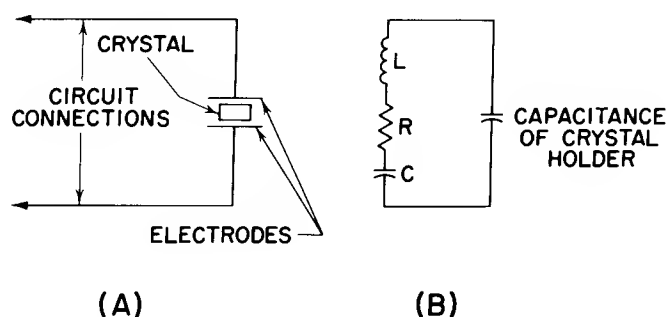 CRYSTAL
CIRCUIT
CONNECTIONS
ELECTRODES
(A)
L
R
C
CAPACITANCE
OF CRYSTAL
HOLDER
(B)